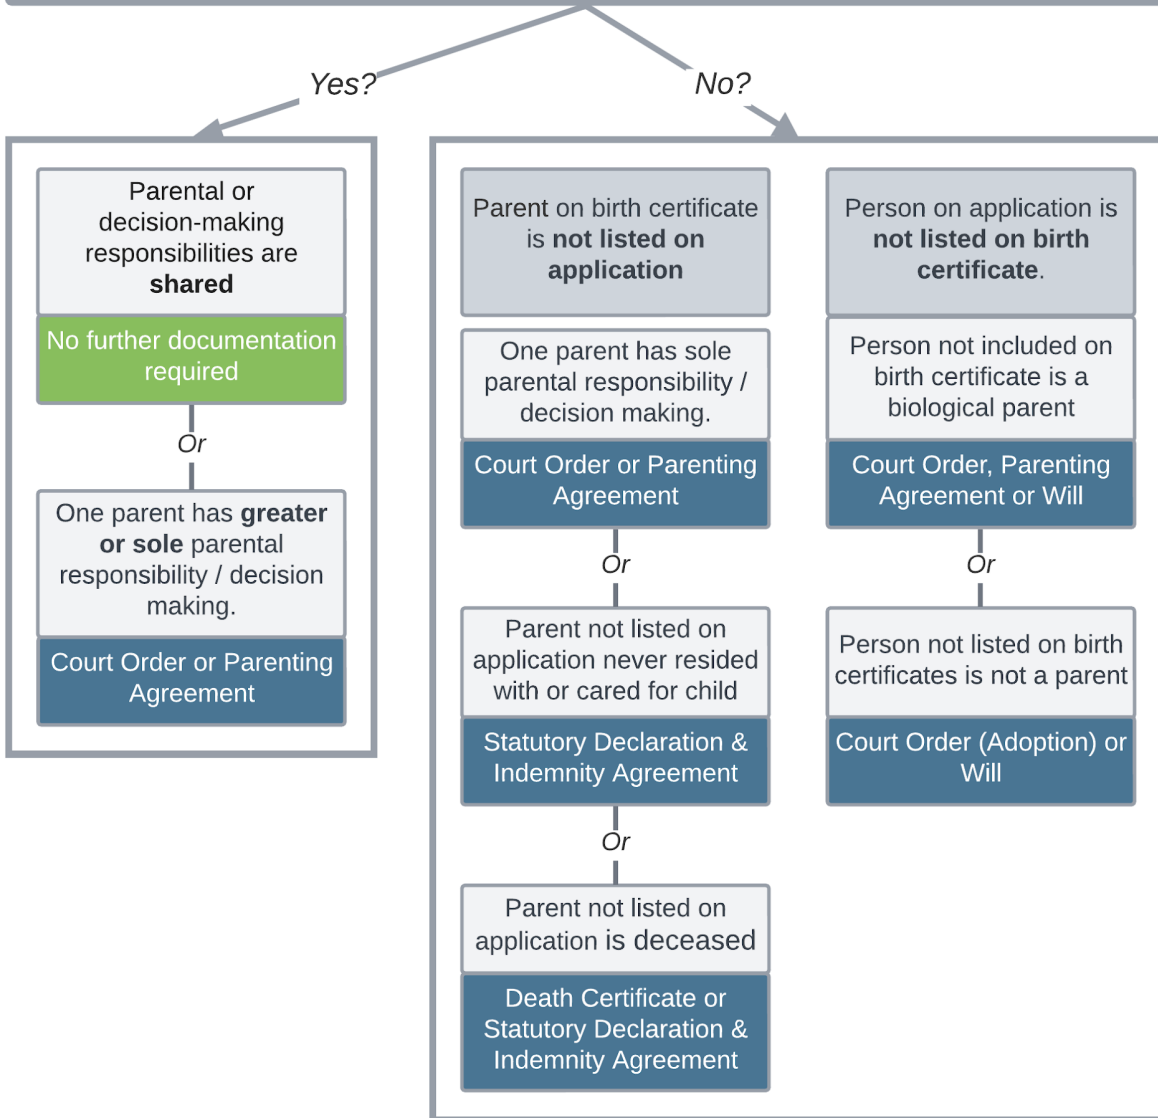 Yes?
No?
Parental or
decision-making
responsibilities are
shared
No further documentation
required
Or
One parent has greater
or sole parental
responsibility / decision
making.
Court Order or Parenting
Agreement
Parent on birth certificate
is not listed on
application
One parent has sole
parental responsibility /
decision making.
Court Order or Parenting
Agreement
Or
Parent not listed on
application never resided
with or cared for child
Statutory Declaration &
Indemnity Agreement
Or
Parent not listed on
application is deceased
Death Certificate or
Statutory Declaration &
Indemnity Agreement
Person on application is
not listed on birth
certificate.
Person not included on
birth certificate is a
biological parent
Court Order, Parenting
Agreement or Will
Or
Person not listed on birth
certificates is not a parent
Court Order (Adoption) or
Will